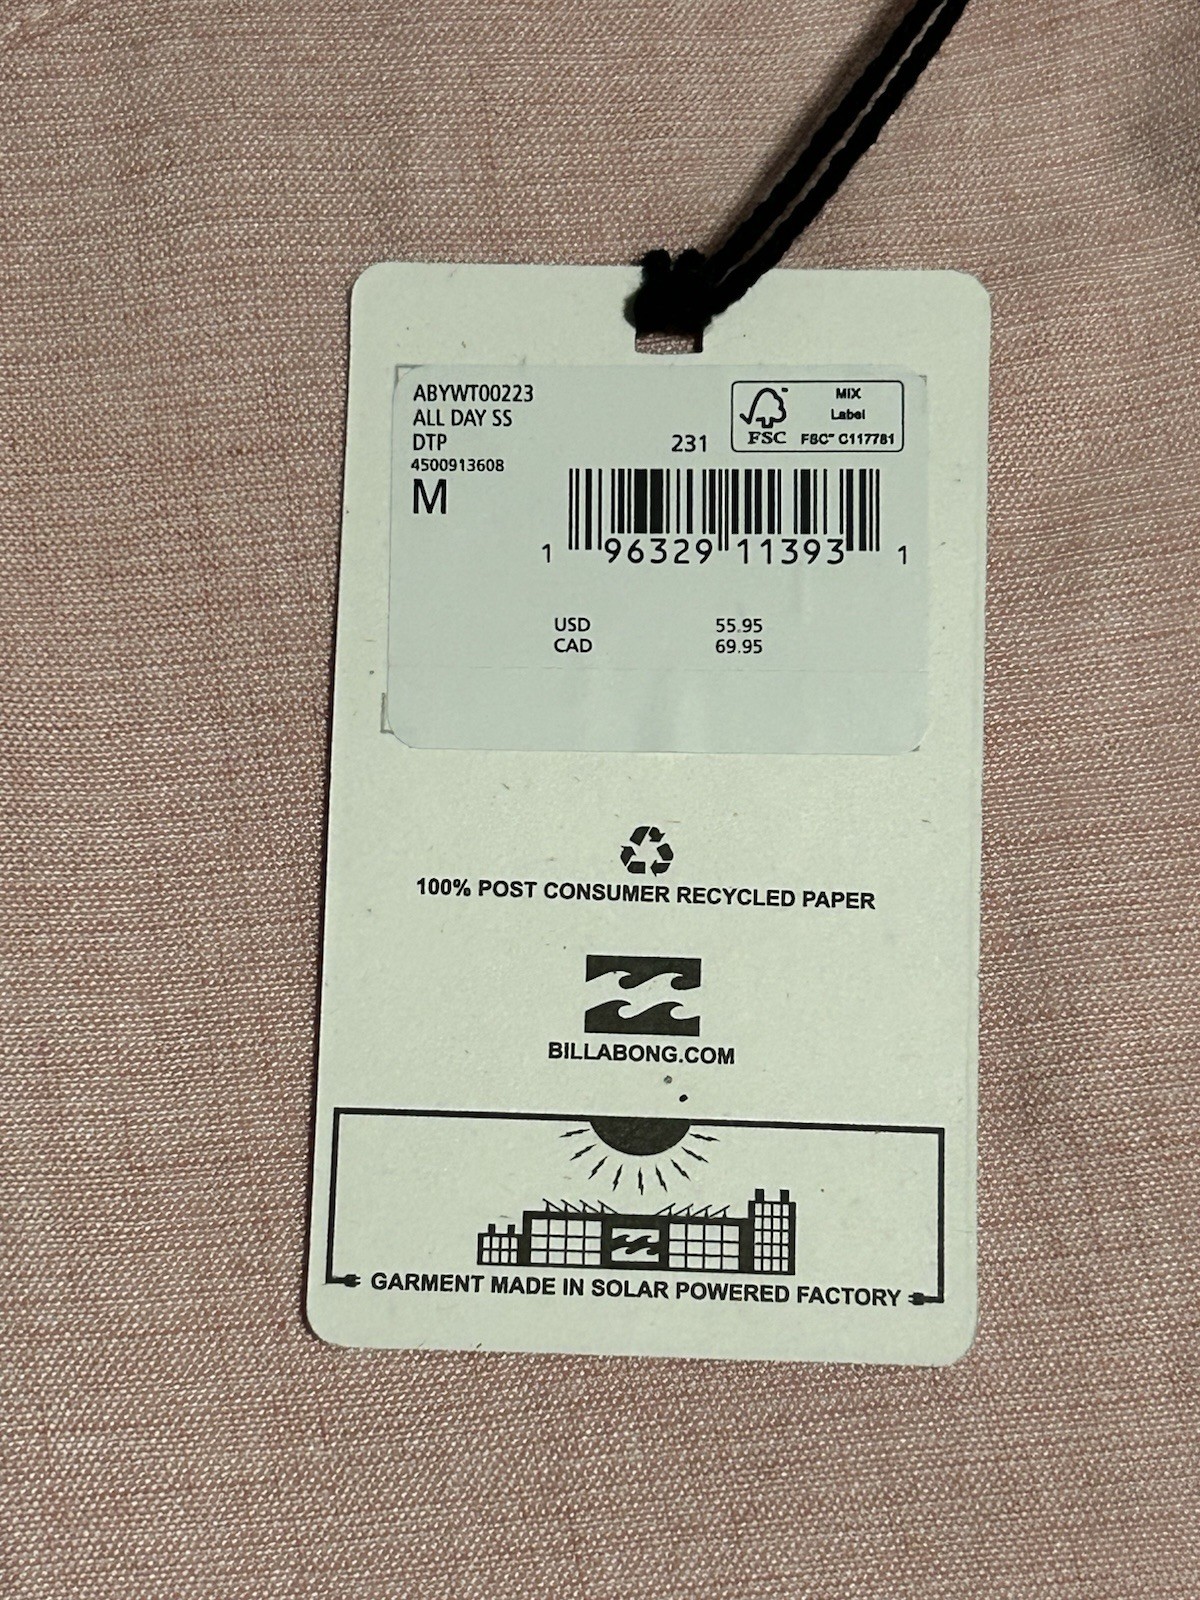 ABYWT00223
ALL DAY SS
DTP 231
4500913608
M
MIX
Label
FSC FSC™ C117781
1 96329 11393 1
USD 55.95
CAD 69.95
100% POST CONSUMER RECYCLED PAPER
BILLABONG.COM
GARMENT MADE IN SOLAR POWERED FACTORY